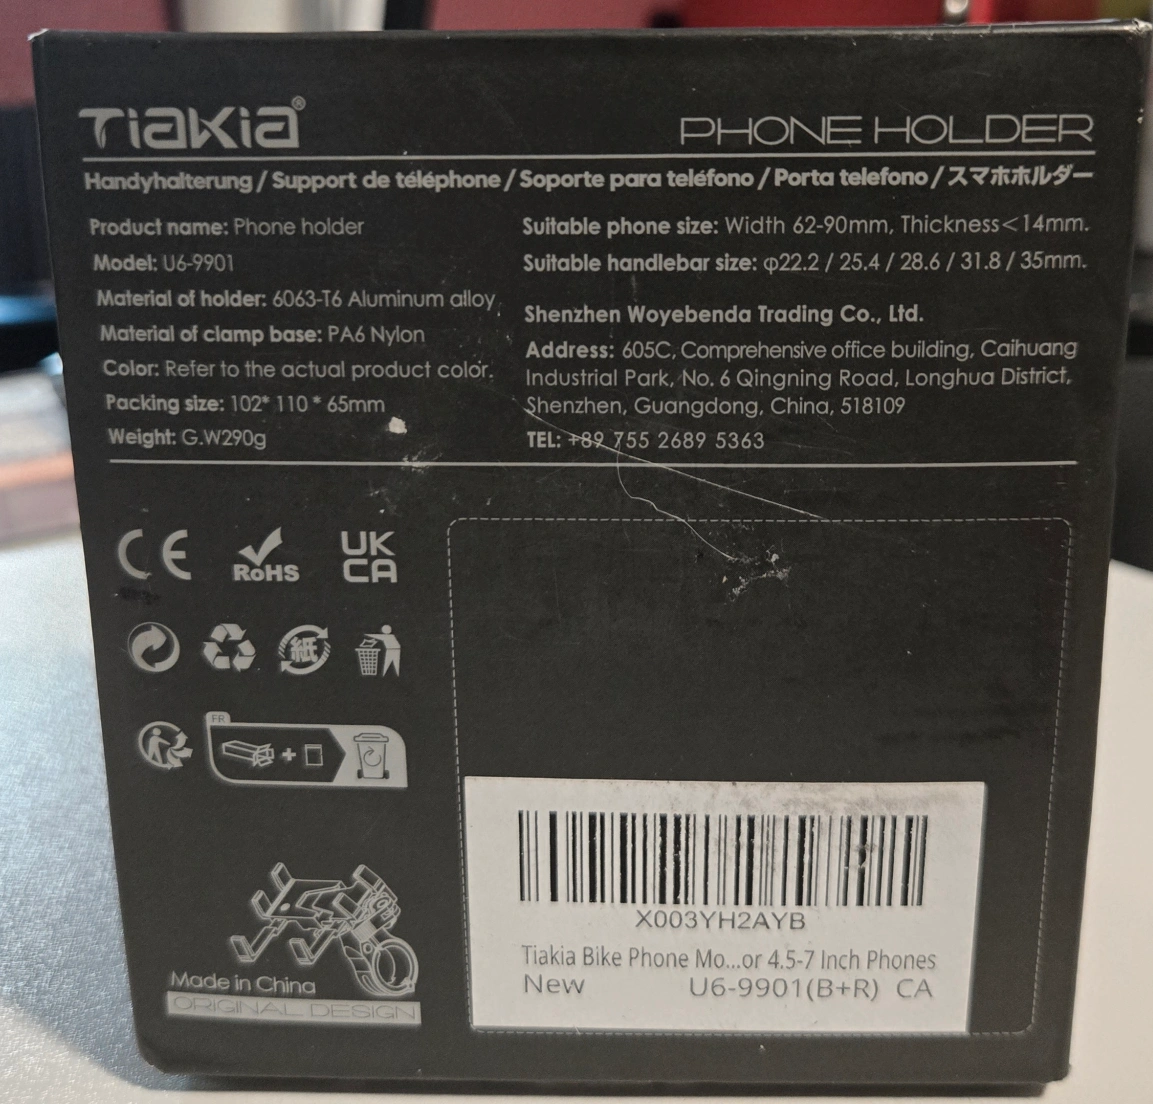 Tiakia®
PHONE HOLDER
Handyhalterung / Support de téléphone / Soporte para teléfono / Porta telefono / スマホホルダー
Product name: Phone holder
Model: U6-9901
Material of holder: 6063-T6 Aluminum alloy
Material of clamp base: PA6 Nylon
Color: Refer to the actual product color.
Packing size: 102* 110 * 65mm
Weight: G.W290g
Suitable phone size: Width 62-90mm, Thickness<14mm.
Suitable handlebar size: φ22.2 / 25.4 / 28.6 / 31.8 / 35mm.
Shenzhen Woyebenda Trading Co., Ltd.
Address: 605C, Comprehensive office building, Caihuang
Industrial Park, No. 6 Qingning Road, Longhua District,
Shenzhen, Guangdong, China, 518109
TEL: +89 755 2689 5363
CE
RoHS
UK
CA
紙
FR
Made in China
ORIGINAL DESIGN
X003YH2AYB
Tiakia Bike Phone Mo...or 4.5-7 Inch Phones
New U6-9901(B+R) CA